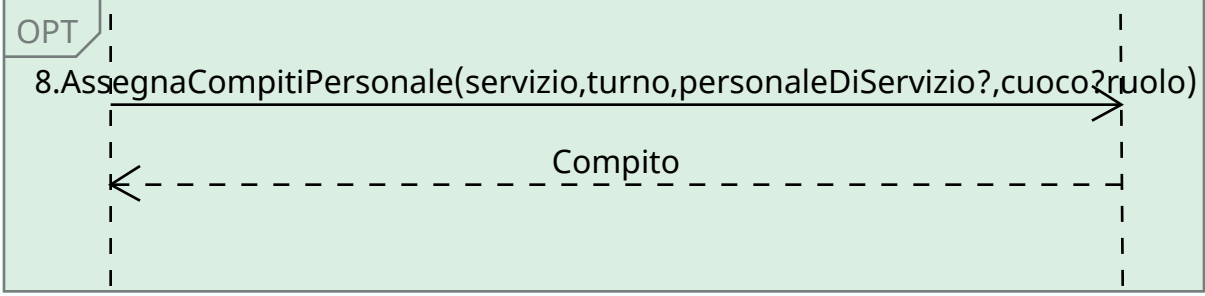 OPT
8.AssegnaCompitiPersonale(servizio,turno,personaleDiServizio?,cuoco?ruolo)
Compito